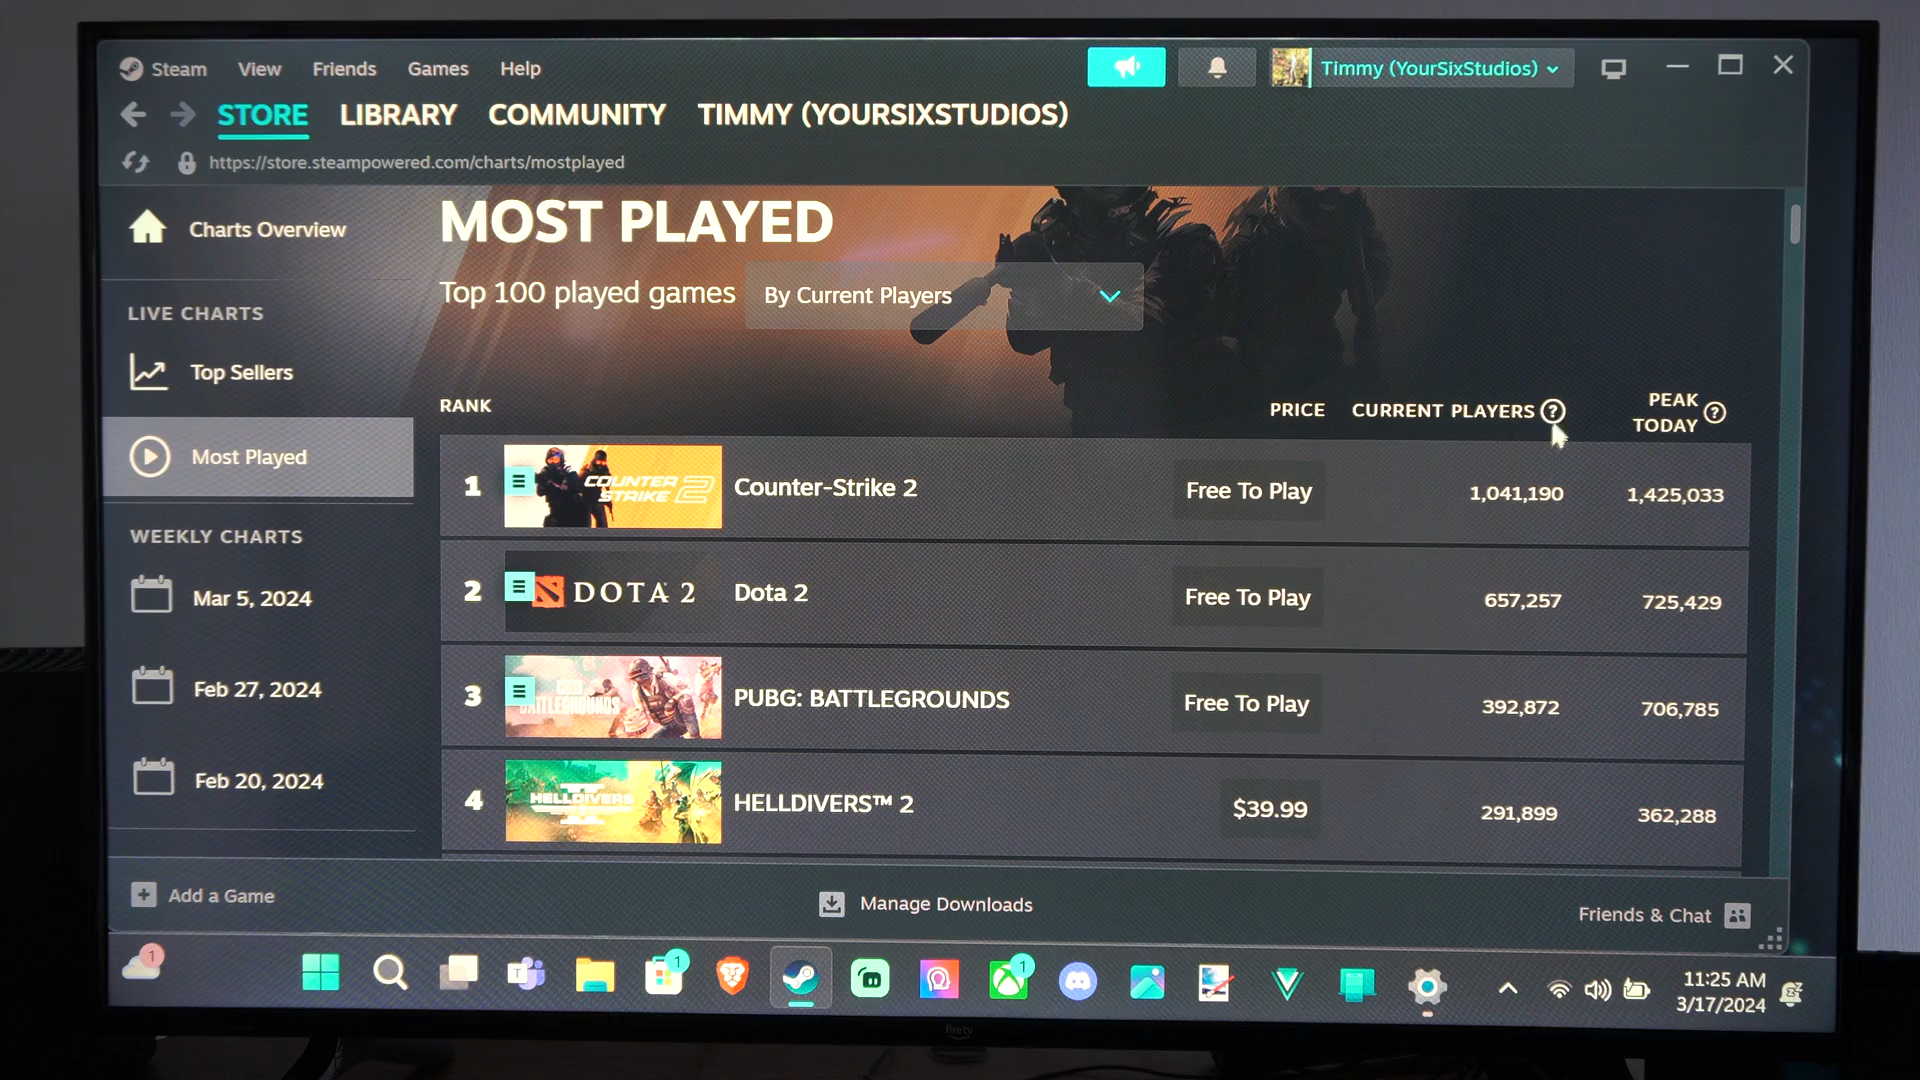 Steam View Friends Games Help
Timmy (YourSixStudios)
STORE LIBRARY COMMUNITY TIMMY (YOURSIXSTUDIOS)
https://store.steampowered.com/charts/mostplayed
Charts Overview
LIVE CHARTS
Top Sellers
Most Played
WEEKLY CHARTS
Mar 5, 2024
Feb 27, 2024
Feb 20, 2024
MOST PLAYED
Top 100 played games By Current Players
RANK PRICE CURRENT PLAYERS ? PEAK TODAY ?
1 COUNTER STRIKE 2 Counter-Strike 2 Free To Play 1,041,190 1,425,033
2 DOTA 2 Dota 2 Free To Play 657,257 725,429
3 BATTLEGROUNDS PUBG: BATTLEGROUNDS Free To Play 392,872 706,785
4 HELLDIVERS HELLDIVERS™ 2 $39.99 291,899 362,288
Add a Game
Manage Downloads
Friends & Chat
1
T
1
1
11:25 AM
3/17/2024
firetv